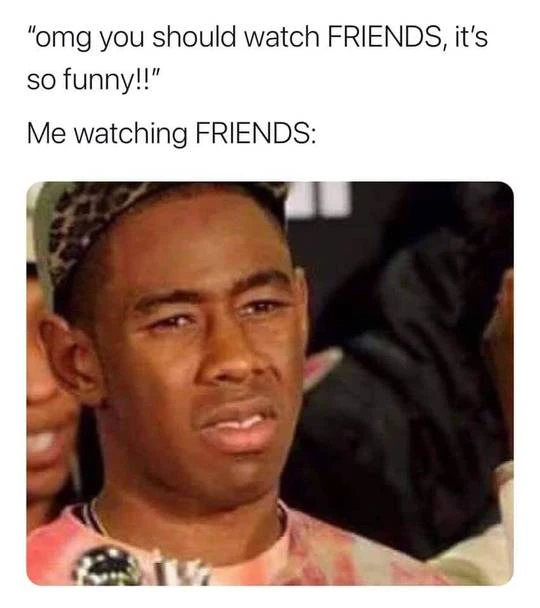 “omg you should watch FRIENDS, it’s
so funny!!”
Me watching FRIENDS: